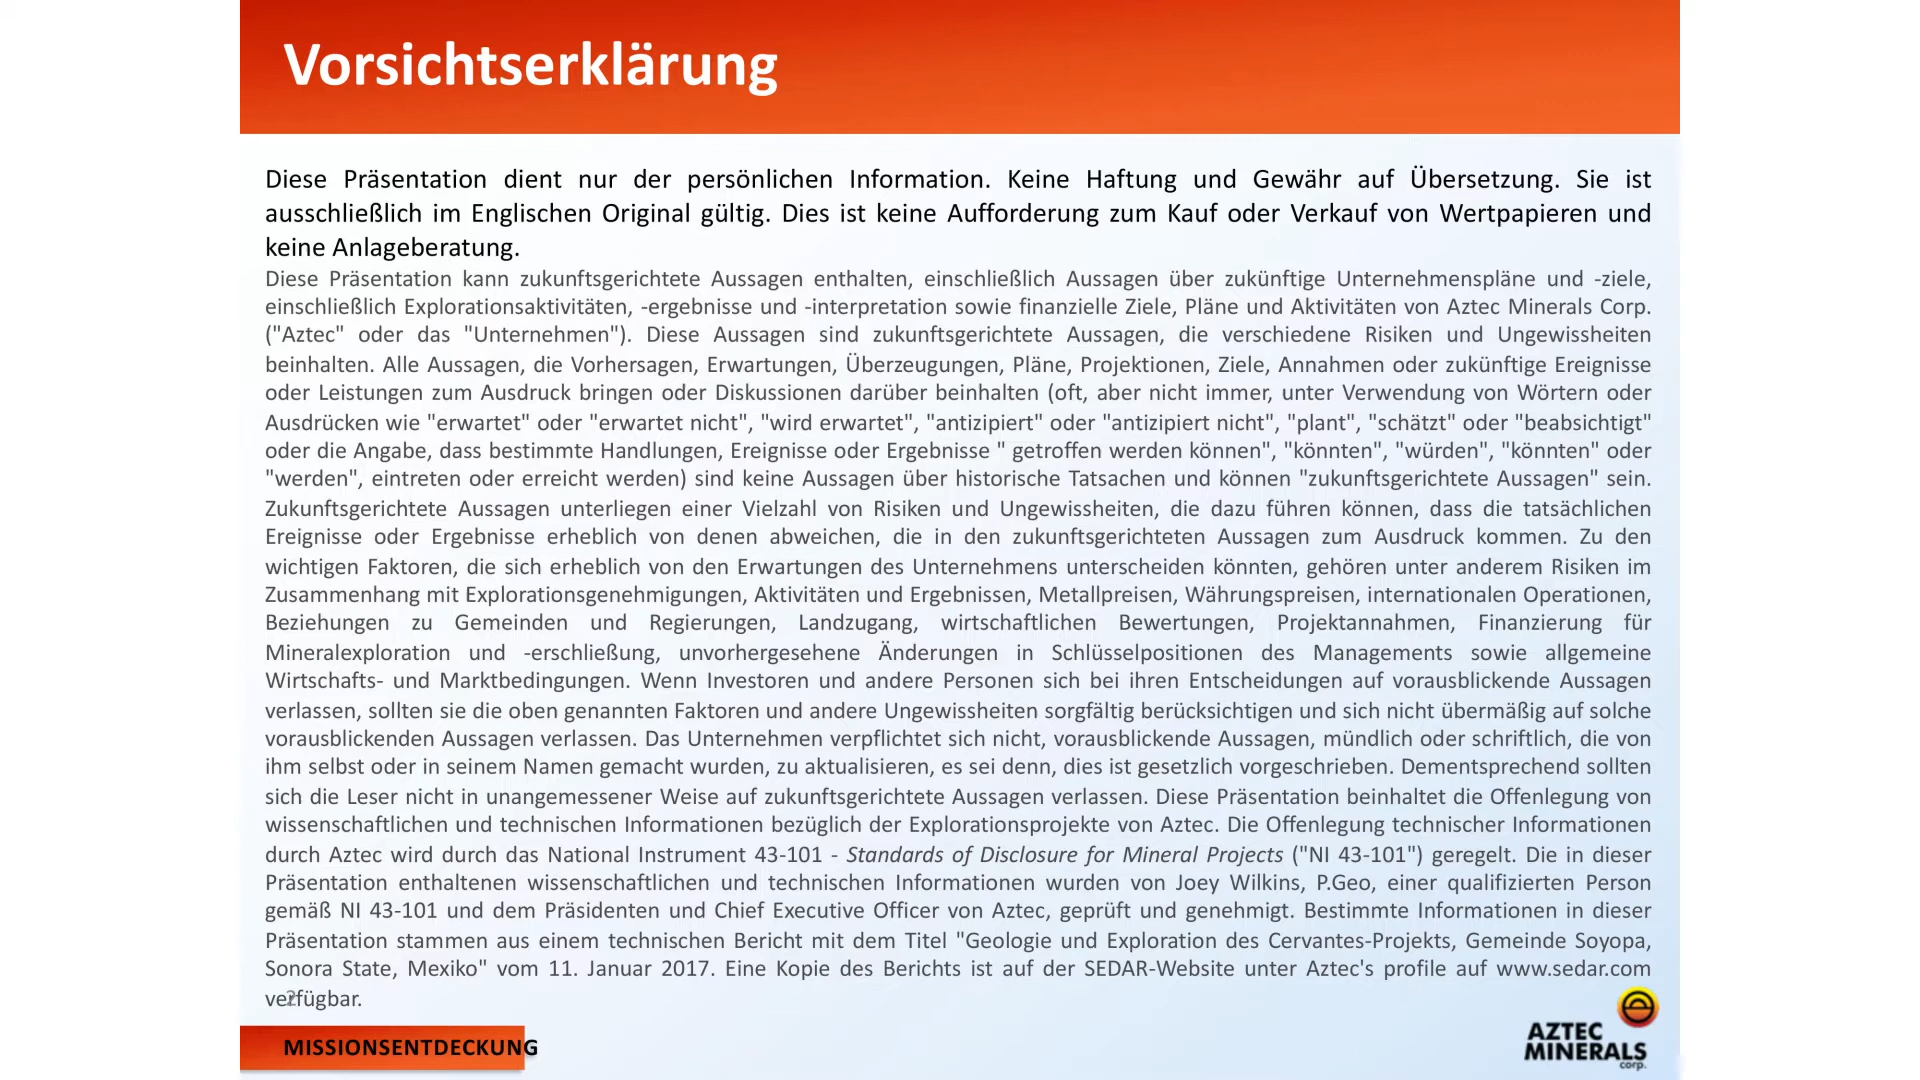 Vorsichtserklärung
Diese Präsentation dient nur der persönlichen Information. Keine Haftung und Gewähr auf Übersetzung. Sie ist
ausschließlich im Englischen Original gültig. Dies ist keine Aufforderung zum Kauf oder Verkauf von Wertpapieren und
keine Anlageberatung.
Diese Präsentation kann zukunftsgerichtete Aussagen enthalten, einschließlich Aussagen über zukünftige Unternehmenspläne und -ziele,
einschließlich Explorationsaktivitäten, -ergebnisse und -interpretation sowie finanzielle Ziele, Pläne und Aktivitäten von Aztec Minerals Corp.
("Aztec" oder das "Unternehmen"). Diese Aussagen sind zukunftsgerichtete Aussagen, die verschiedene Risiken und Ungewissheiten
beinhalten. Alle Aussagen, die Vorhersagen, Erwartungen, Überzeugungen, Pläne, Projektionen, Ziele, Annahmen oder zukünftige Ereignisse
oder Leistungen zum Ausdruck bringen oder Diskussionen darüber beinhalten (oft, aber nicht immer, unter Verwendung von Wörtern oder
Ausdrücken wie "erwartet" oder "erwartet nicht", "wird erwartet", "antizipiert" oder "antizipiert nicht", "plant", "schätzt" oder "beabsichtigt"
oder die Angabe, dass bestimmte Handlungen, Ereignisse oder Ergebnisse " getroffen werden können", "könnten", "würden", "könnten" oder
"werden", eintreten oder erreicht werden) sind keine Aussagen über historische Tatsachen und können "zukunftsgerichtete Aussagen" sein.
Zukunftsgerichtete Aussagen unterliegen einer Vielzahl von Risiken und Ungewissheiten, die dazu führen können, dass die tatsächlichen
Ereignisse oder Ergebnisse erheblich von denen abweichen, die in den zukunftsgerichteten Aussagen zum Ausdruck kommen. Zu den
wichtigen Faktoren, die sich erheblich von den Erwartungen des Unternehmens unterscheiden könnten, gehören unter anderem Risiken im
Zusammenhang mit Explorationsgenehmigungen, Aktivitäten und Ergebnissen, Metallpreisen, Währungspreisen, internationalen Operationen,
Beziehungen zu Gemeinden und Regierungen, Landzugang, wirtschaftlichen Bewertungen, Projektannahmen, Finanzierung für
Mineralexploration und -erschließung, unvorhergesehene Änderungen in Schlüsselpositionen des Managements sowie allgemeine
Wirtschafts- und Marktbedingungen. Wenn Investoren und andere Personen sich bei ihren Entscheidungen auf vorausblickende Aussagen
verlassen, sollten sie die oben genannten Faktoren und andere Ungewissheiten sorgfältig berücksichtigen und sich nicht übermäßig auf solche
vorausblickenden Aussagen verlassen. Das Unternehmen verpflichtet sich nicht, vorausblickende Aussagen, mündlich oder schriftlich, die von
ihm selbst oder in seinem Namen gemacht wurden, zu aktualisieren, es sei denn, dies ist gesetzlich vorgeschrieben. Dementsprechend sollten
sich die Leser nicht in unangemessener Weise auf zukunftsgerichtete Aussagen verlassen. Diese Präsentation beinhaltet die Offenlegung von
wissenschaftlichen und technischen Informationen bezüglich der Explorationsprojekte von Aztec. Die Offenlegung technischer Informationen
durch Aztec wird durch das National Instrument 43-101 - Standards of Disclosure for Mineral Projects ("NI 43-101") geregelt. Die in dieser
Präsentation enthaltenen wissenschaftlichen und technischen Informationen wurden von Joey Wilkins, P.Geo, einer qualifizierten Person
gemäß NI 43-101 und dem Präsidenten und Chief Executive Officer von Aztec, geprüft und genehmigt. Bestimmte Informationen in dieser
Präsentation stammen aus einem technischen Bericht mit dem Titel "Geologie und Exploration des Cervantes-Projekts, Gemeinde Soyopa,
Sonora State, Mexiko" vom 11. Januar 2017. Eine Kopie des Berichts ist auf der SEDAR-Website unter Aztec's profile auf www.sedar.com
verfügbar.
2
MISSIONSENTDECKUNG
AZTEC
MINERALS
corp.